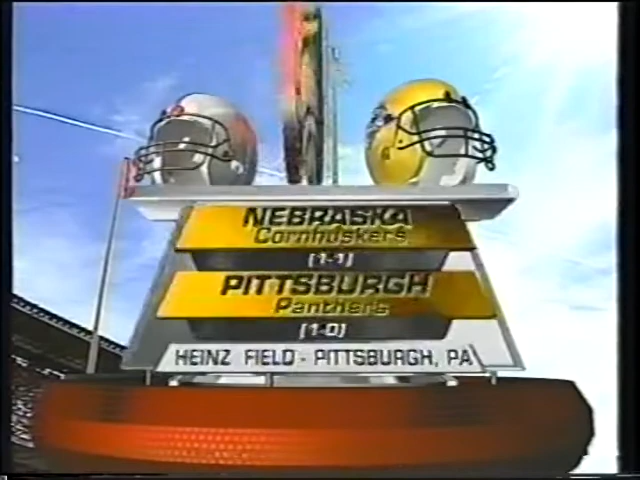 NEBRASKA
Cornhuskers
(1-1)
PITTSBURGH
Panthers
(1-0)
HEINZ FIELD - PITTSBURGH, PA